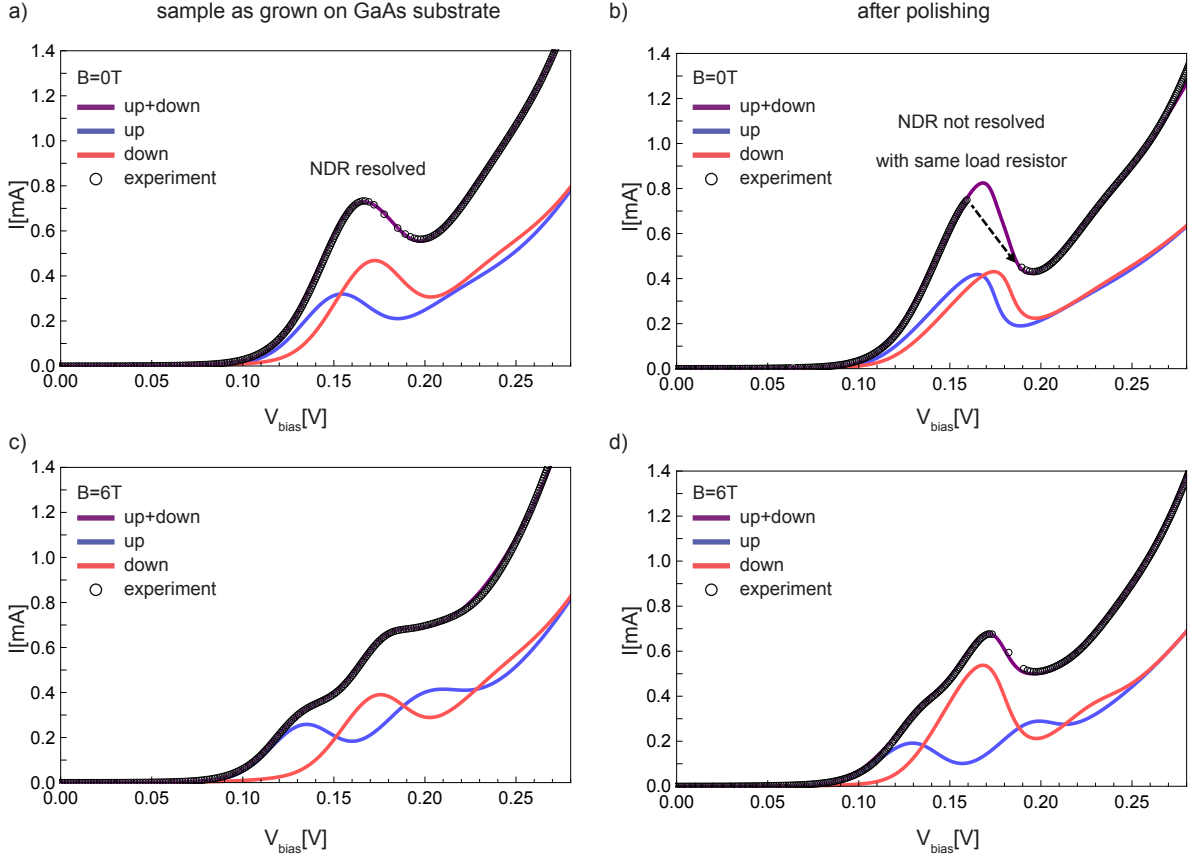 a)
sample as grown on GaAs substrate
b)
after polishing
1.4
1.2
1.0
0.8
0.6
0.4
0.2
0.0
I[mA]
B=0T
up+down
up
down
experiment
NDR resolved
0.00
0.05
0.10
0.15
0.20
0.25
V_bias[V]
1.4
1.2
1.0
0.8
0.6
0.4
0.2
0.0
I[mA]
B=0T
up+down
up
down
experiment
NDR not resolved
with same load resistor
0.00
0.05
0.10
0.15
0.20
0.25
V_bias[V]
c)
1.4
1.2
1.0
0.8
0.6
0.4
0.2
0.0
I[mA]
B=6T
up+down
up
down
experiment
0.00
0.05
0.10
0.15
0.20
0.25
V_bias[V]
d)
1.4
1.2
1.0
0.8
0.6
0.4
0.2
0.0
I[mA]
B=6T
up+down
up
down
experiment
0.00
0.05
0.10
0.15
0.20
0.25
V_bias[V]